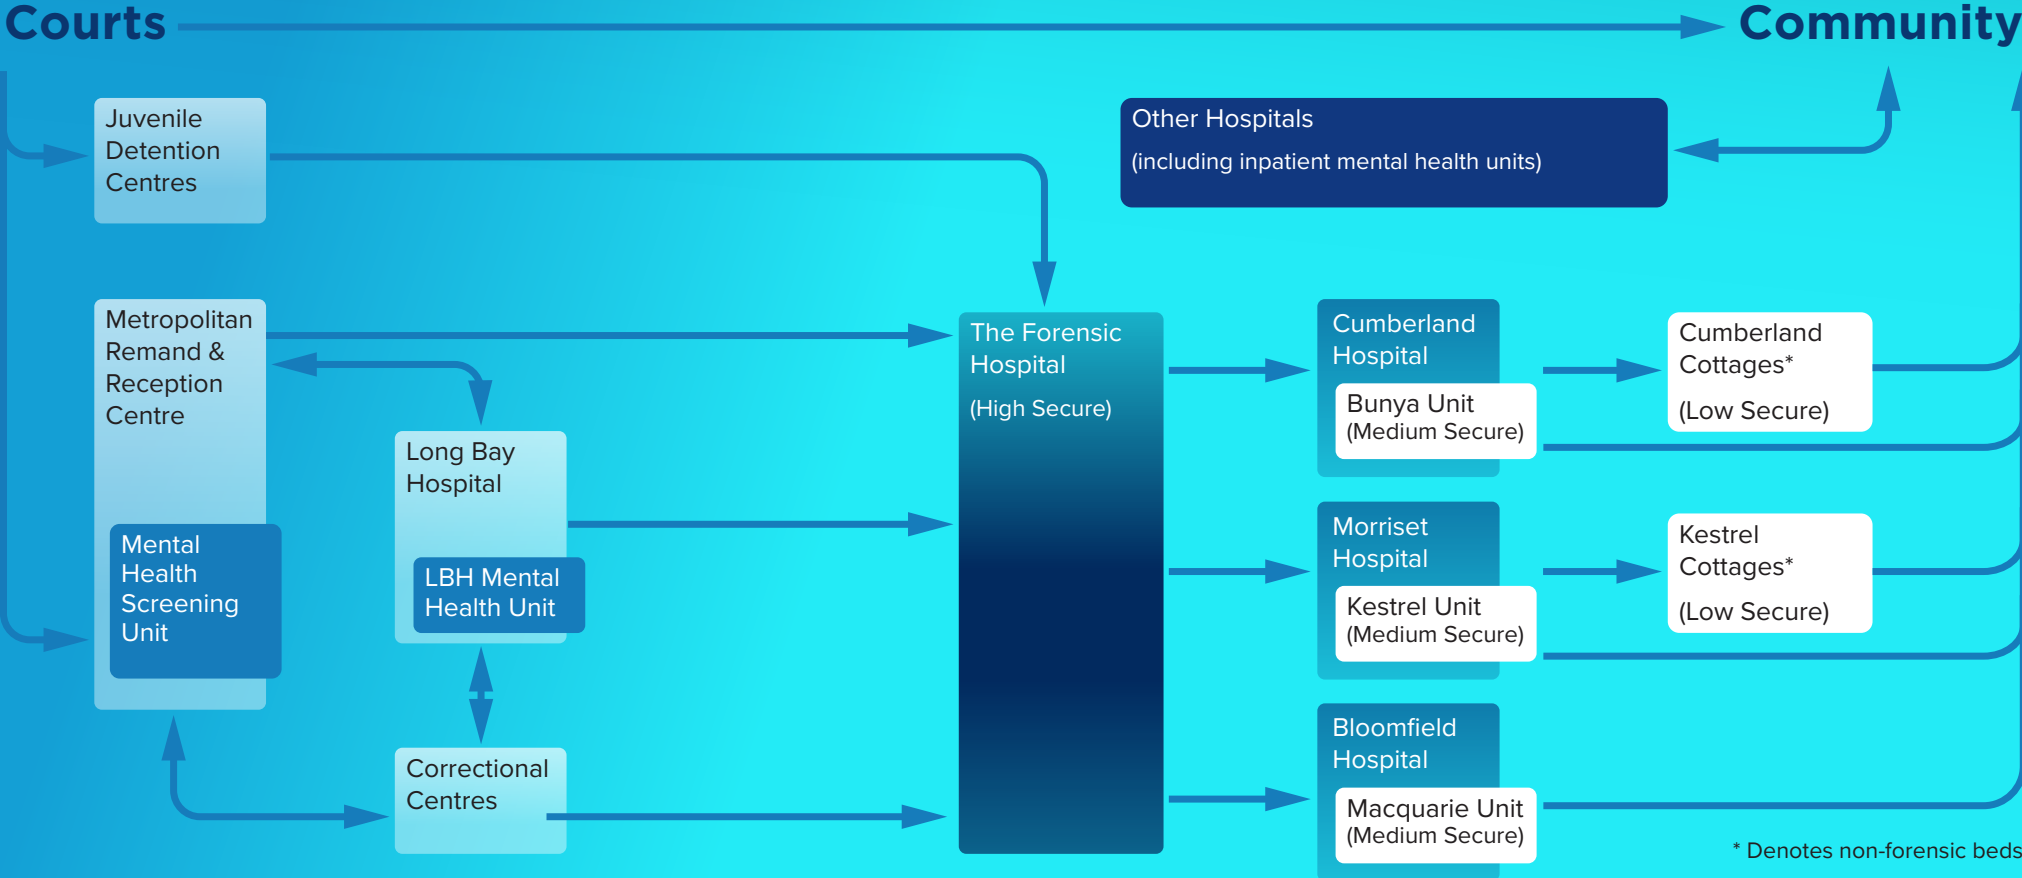 Courts
Community
Juvenile
Detention
Centres
Other Hospitals
(including inpatient mental health units)
Metropolitan
Remand &
Reception
Centre
Mental
Health
Screening
Unit
Long Bay
Hospital
LBH Mental
Health Unit
Correctional
Centres
The Forensic
Hospital
(High Secure)
Cumberland
Hospital
Bunya Unit
(Medium Secure)
Cumberland
Cottages*
(Low Secure)
Morriset
Hospital
Kestrel Unit
(Medium Secure)
Kestrel
Cottages*
(Low Secure)
Bloomfield
Hospital
Macquarie Unit
(Medium Secure)
* Denotes non-forensic beds